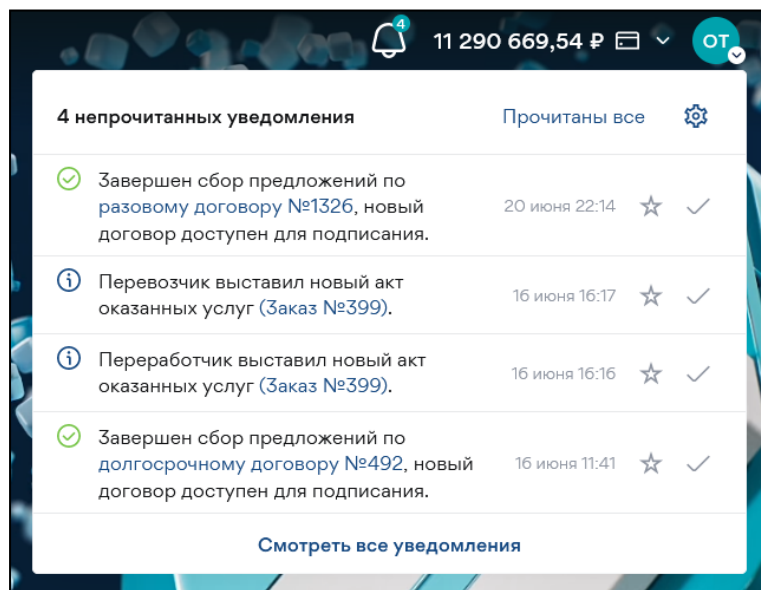 4
11 290 669,54 ₽
ОТ
4 непрочитанных уведомления
Прочитаны все
Завершен сбор предложений по
разовому договору №1326, новый
договор доступен для подписания.
20 июня 22:14
Перевозчик выставил новый акт
оказанных услуг (Заказ №399).
16 июня 16:17
Переработчик выставил новый акт
оказанных услуг (Заказ №399).
16 июня 16:16
Завершен сбор предложений по
долгосрочному договору №492, новый
договор доступен для подписания.
16 июня 11:41
Смотреть все уведомления